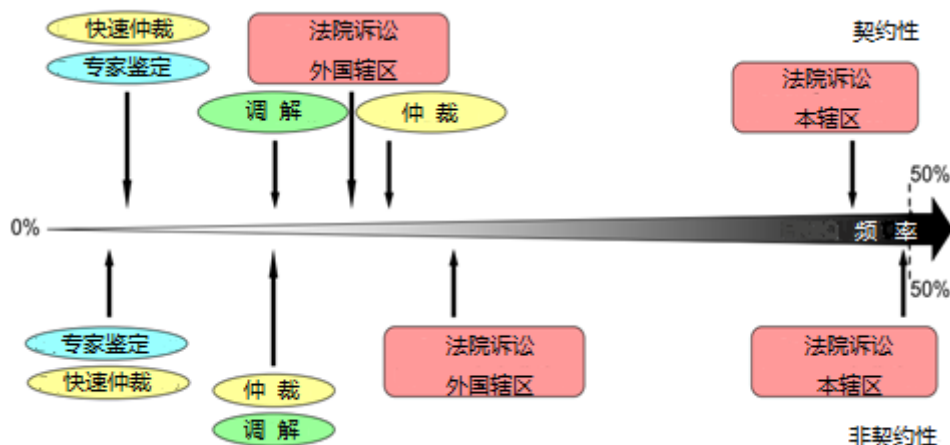 快速仲裁
专家鉴定
法院诉讼
外国辖区
契约性
调 解
仲 裁
法院诉讼
本辖区
50%
0%
频 率
50%
专家鉴定
快速仲裁
法院诉讼
外国辖区
法院诉讼
本辖区
仲 裁
调 解
非契约性